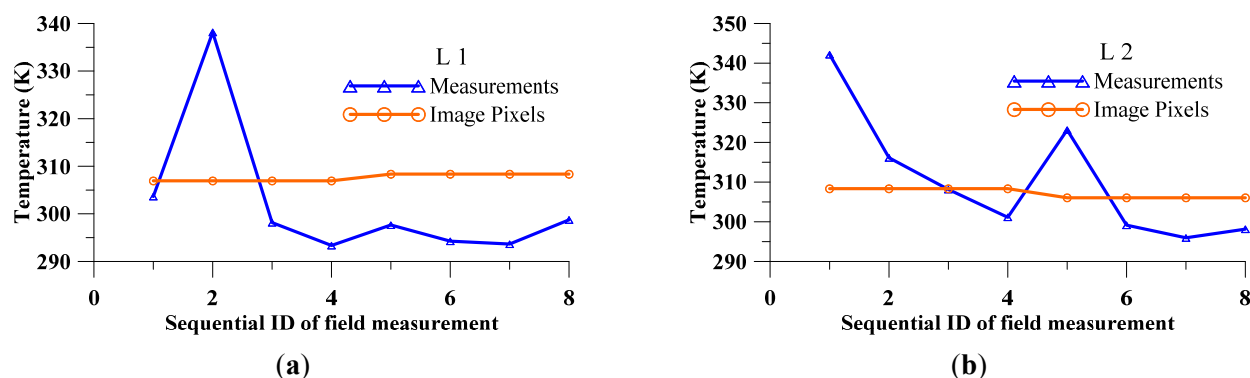 L 1
Measurements
Image Pixels
Temperature (K)
340
330
320
310
300
290
0 2 4 6 8
Sequential ID of field measurement
(a)
L 2
Measurements
Image Pixels
Temperature (K)
350
340
330
320
310
300
290
0 2 4 6 8
Sequential ID of field measurement
(b)